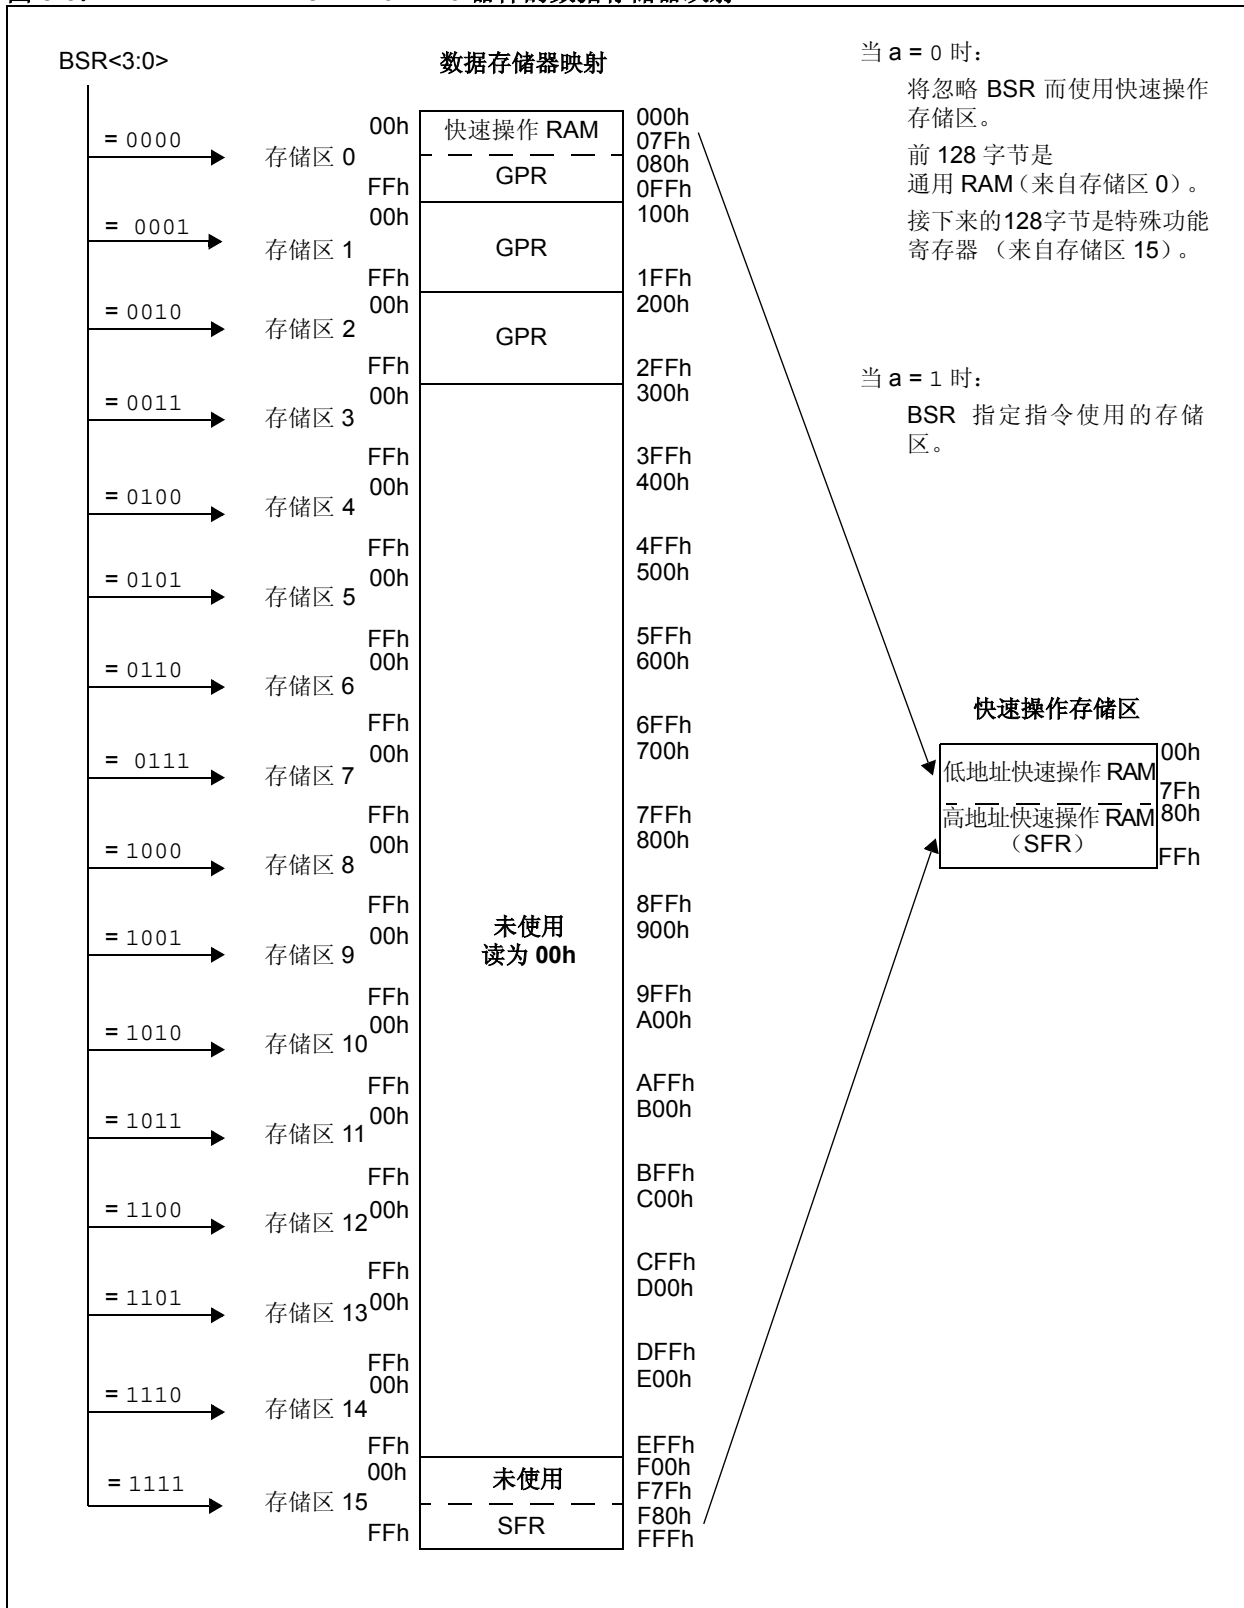 器件的数据存储器映射
BSR<3:0>
数据存储器映射
= 0000
存储区 0
00h
FFh
快速操作 RAM
GPR
000h
07Fh
080h
0FFh
= 0001
存储区 1
00h
FFh
GPR
100h
1FFh
= 0010
存储区 2
00h
FFh
GPR
200h
2FFh
= 0011
存储区 3
00h
FFh
300h
3FFh
= 0100
存储区 4
00h
FFh
400h
4FFh
= 0101
存储区 5
00h
FFh
500h
5FFh
= 0110
存储区 6
00h
FFh
600h
6FFh
= 0111
存储区 7
00h
FFh
700h
7FFh
= 1000
存储区 8
00h
FFh
800h
8FFh
= 1001
存储区 9
00h
FFh
未使用
读为 00h
900h
9FFh
= 1010
存储区 10
00h
FFh
A00h
AFFh
= 1011
存储区 11
00h
FFh
B00h
BFFh
= 1100
存储区 12
00h
FFh
C00h
CFFh
= 1101
存储区 13
00h
FFh
D00h
DFFh
= 1110
存储区 14
00h
FFh
E00h
EFFh
= 1111
存储区 15
00h
FFh
未使用
SFR
F00h
F7Fh
F80h
FFFh
当 a = 0 时：
将忽略 BSR 而使用快速操作
存储区。
前 128 字节是
通用 RAM（来自存储区 0）。
接下来的128字节是特殊功能
寄存器 （来自存储区 15）。
当 a = 1 时：
BSR 指定指令使用的存储
区。
快速操作存储区
低地址快速操作 RAM
高地址快速操作 RAM
（SFR）
00h
7Fh
80h
FFh